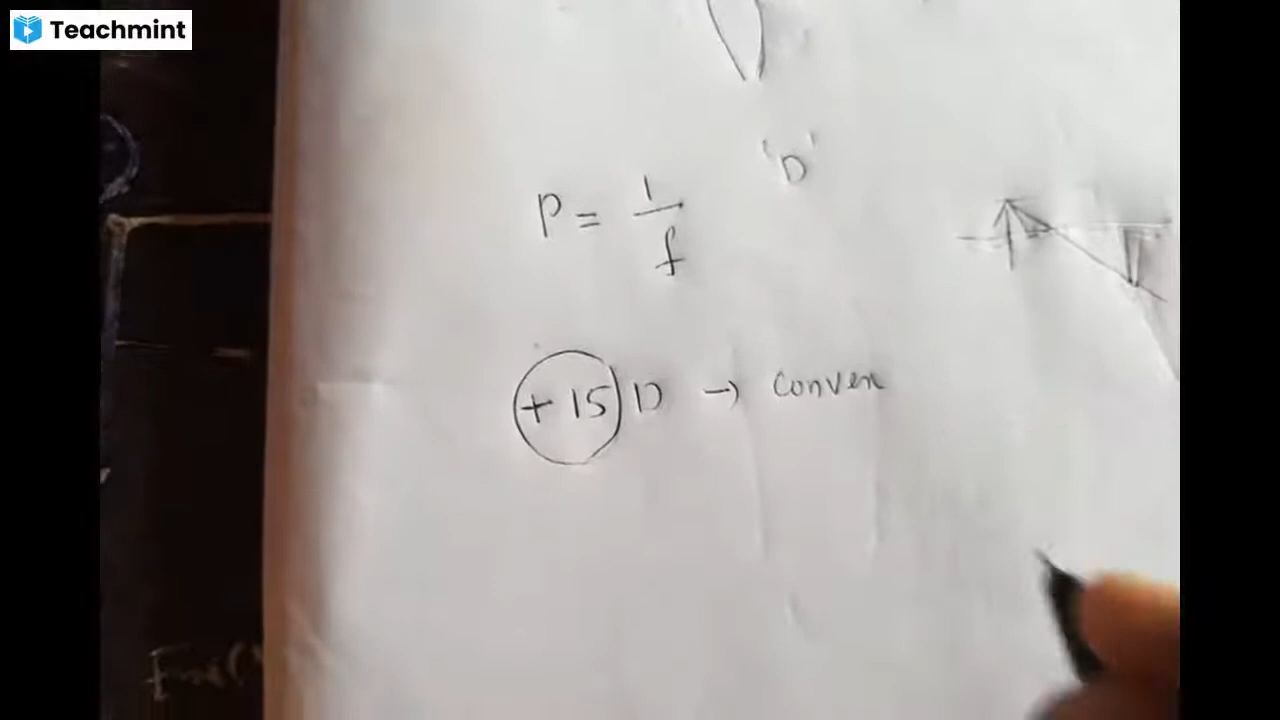 Teachmint
'D'
P = 1/f
+ 15 D → Convex